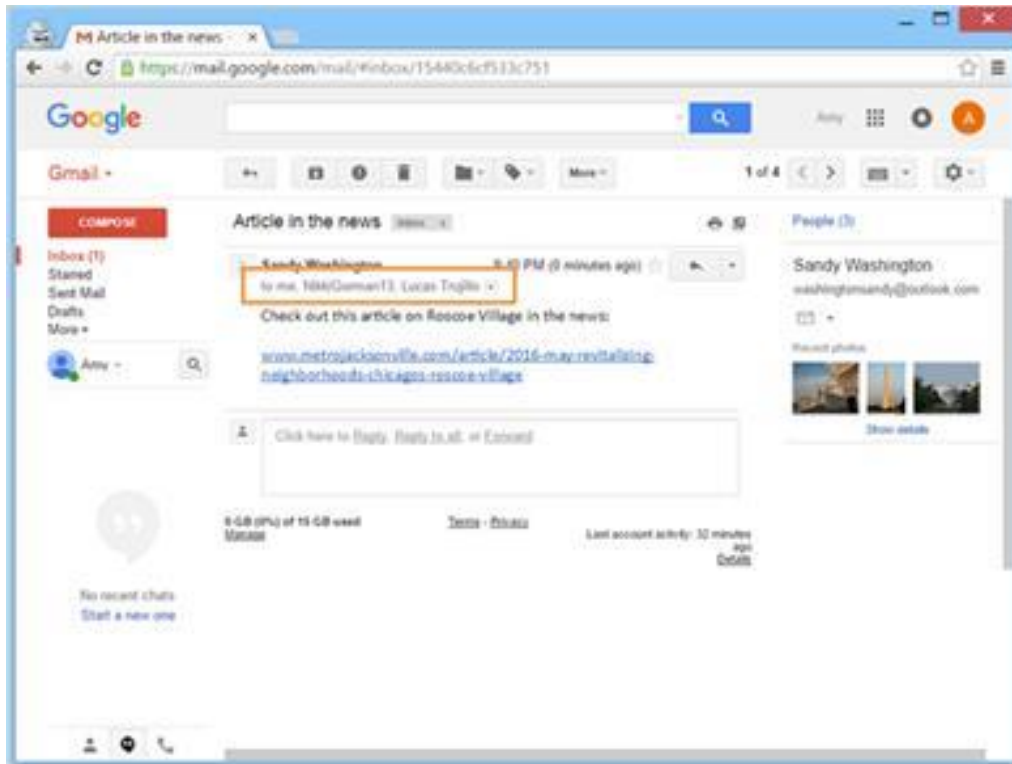 M Article in the news
https://mail.google.com/mail/#inbox/15440c6cf533c751
Google
Amy
A
Gmail
More
1 of 4
COMPOSE
Article in the news Inbox x
People (3)
Inbox (1)
Starred
Sent Mail
Drafts
More
Sandy Washington 9:40 PM (0 minutes ago)
to me, NikkiGorman13, Lucas Trujillo
Sandy Washington
washingtonsandy@outlook.com
Check out this article on Roscoe Village in the news:
Recent photos
www.metrojacksonville.com/article/2016-may-revitalizing-
neighborhoods-chicagos-roscoe-village
Amy
Show details
Click here to Reply, Reply to all, or Forward
0 GB (0%) of 15 GB used
Manage
Terms - Privacy
Last account activity: 32 minutes
ago
Details
No recent chats
Start a new one